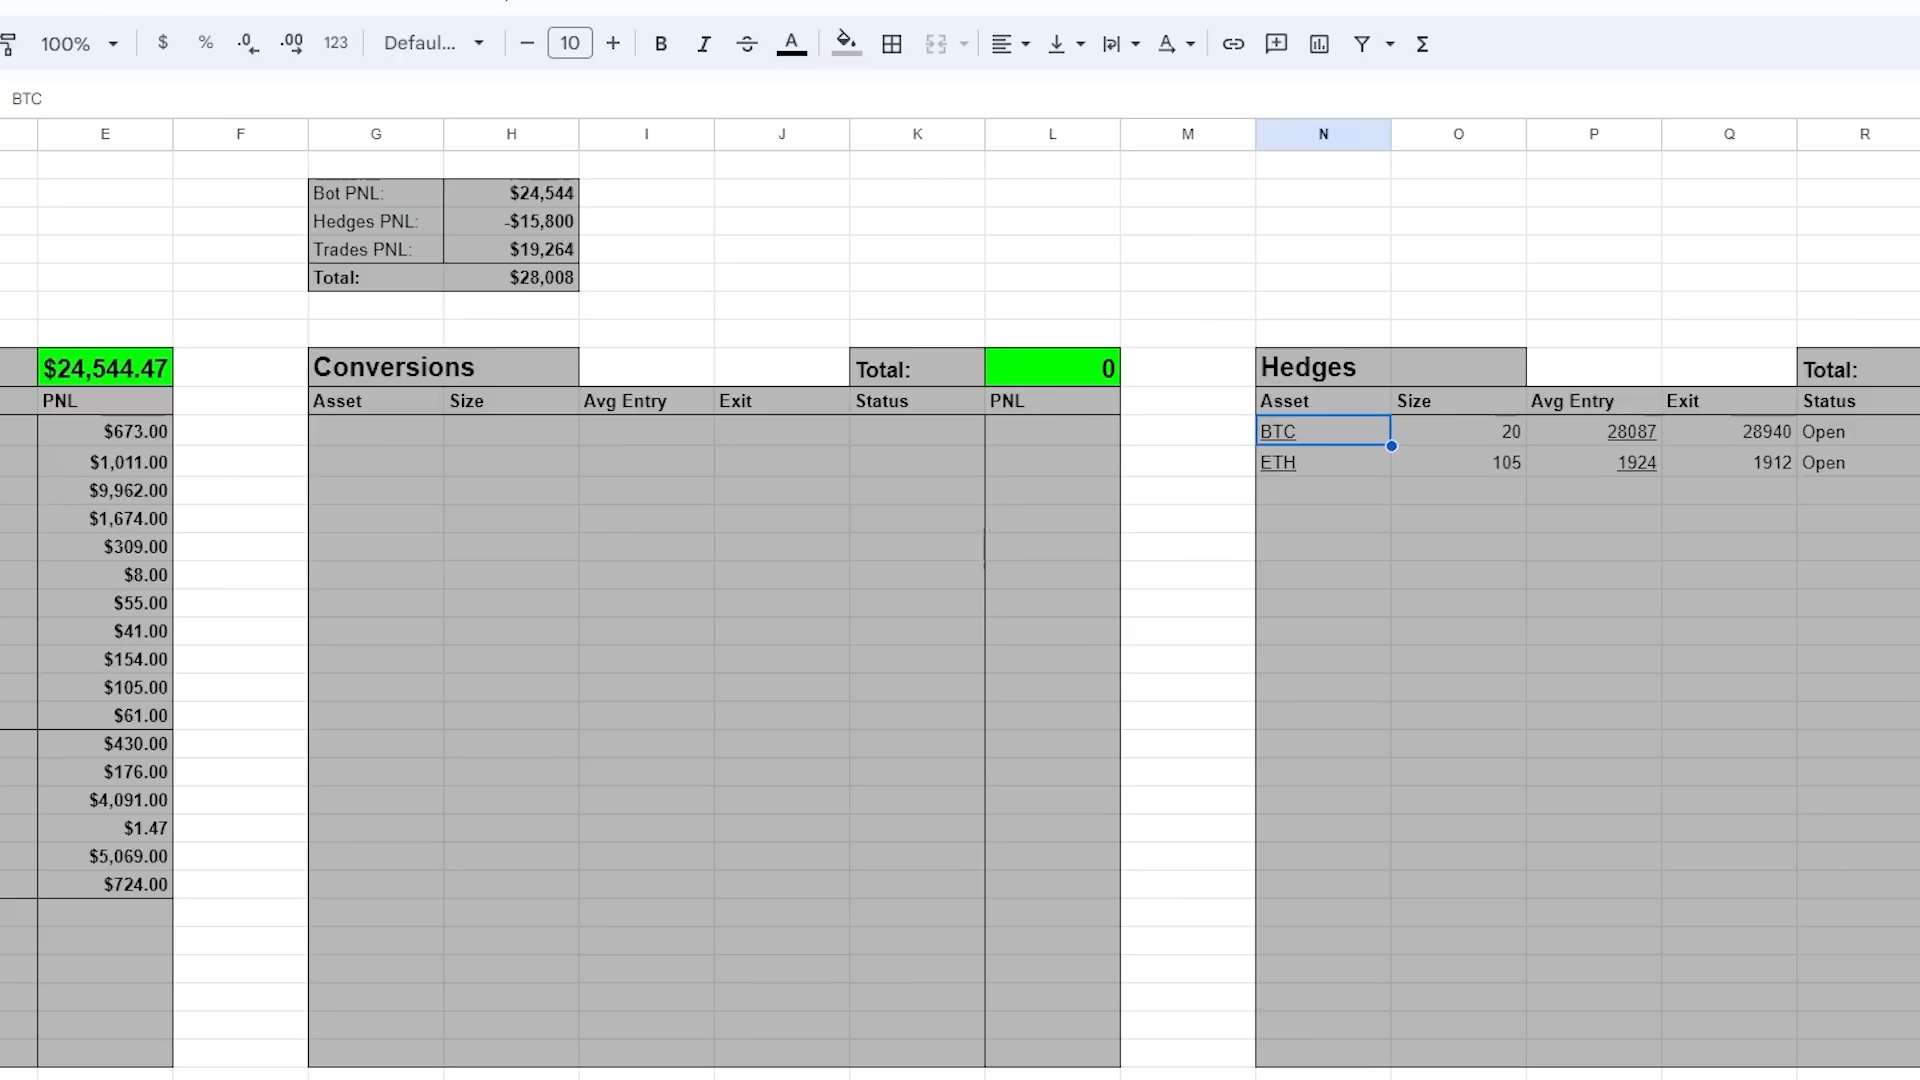 100% $ % .0 .00 123 Defaul... − 10 + B I S A A Σ
BTC
E F G H I J K L M N O P Q R
Bot PNL: $24,544
Hedges PNL: -$15,800
Trades PNL: $19,264
Total: $28,008
$24,544.47 Conversions Total: 0 Hedges Total:
PNL Asset Size Avg Entry Exit Status PNL Asset Size Avg Entry Exit Status
$673.00 BTC 20 28087 28940 Open
$1,011.00 ETH 105 1924 1912 Open
$9,962.00
$1,674.00
$309.00
$8.00
$55.00
$41.00
$154.00
$105.00
$61.00
$430.00
$176.00
$4,091.00
$1.47
$5,069.00
$724.00